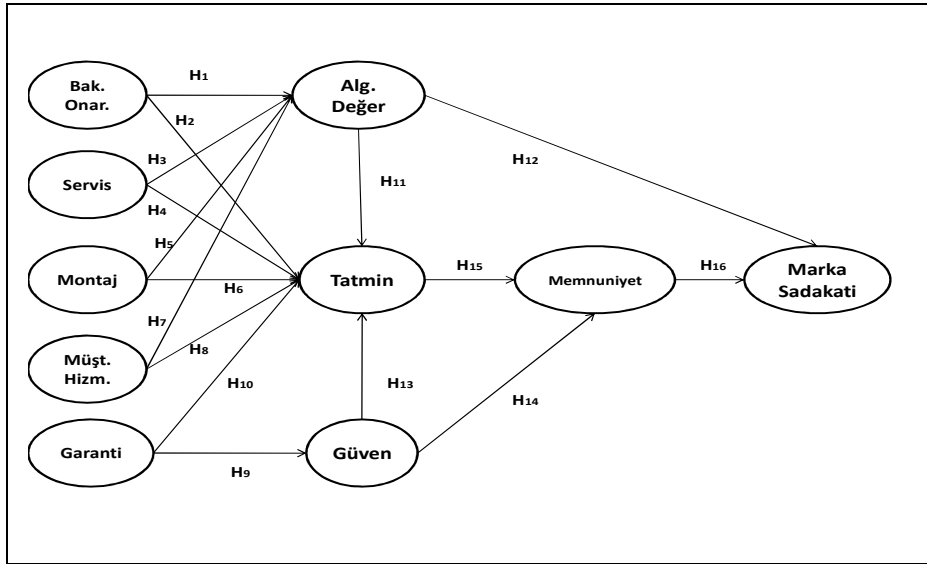 Bak.
Onar.
H1
Alg.
Değer
H2
H3
H12
Servis
H11
H4
H5
Montaj
H6
Tatmin
H15
Memnuniyet
H16
Marka
Sadakati
H7
H8
Müşt.
Hizm.
H10
H13
H14
Garanti
H9
Güven